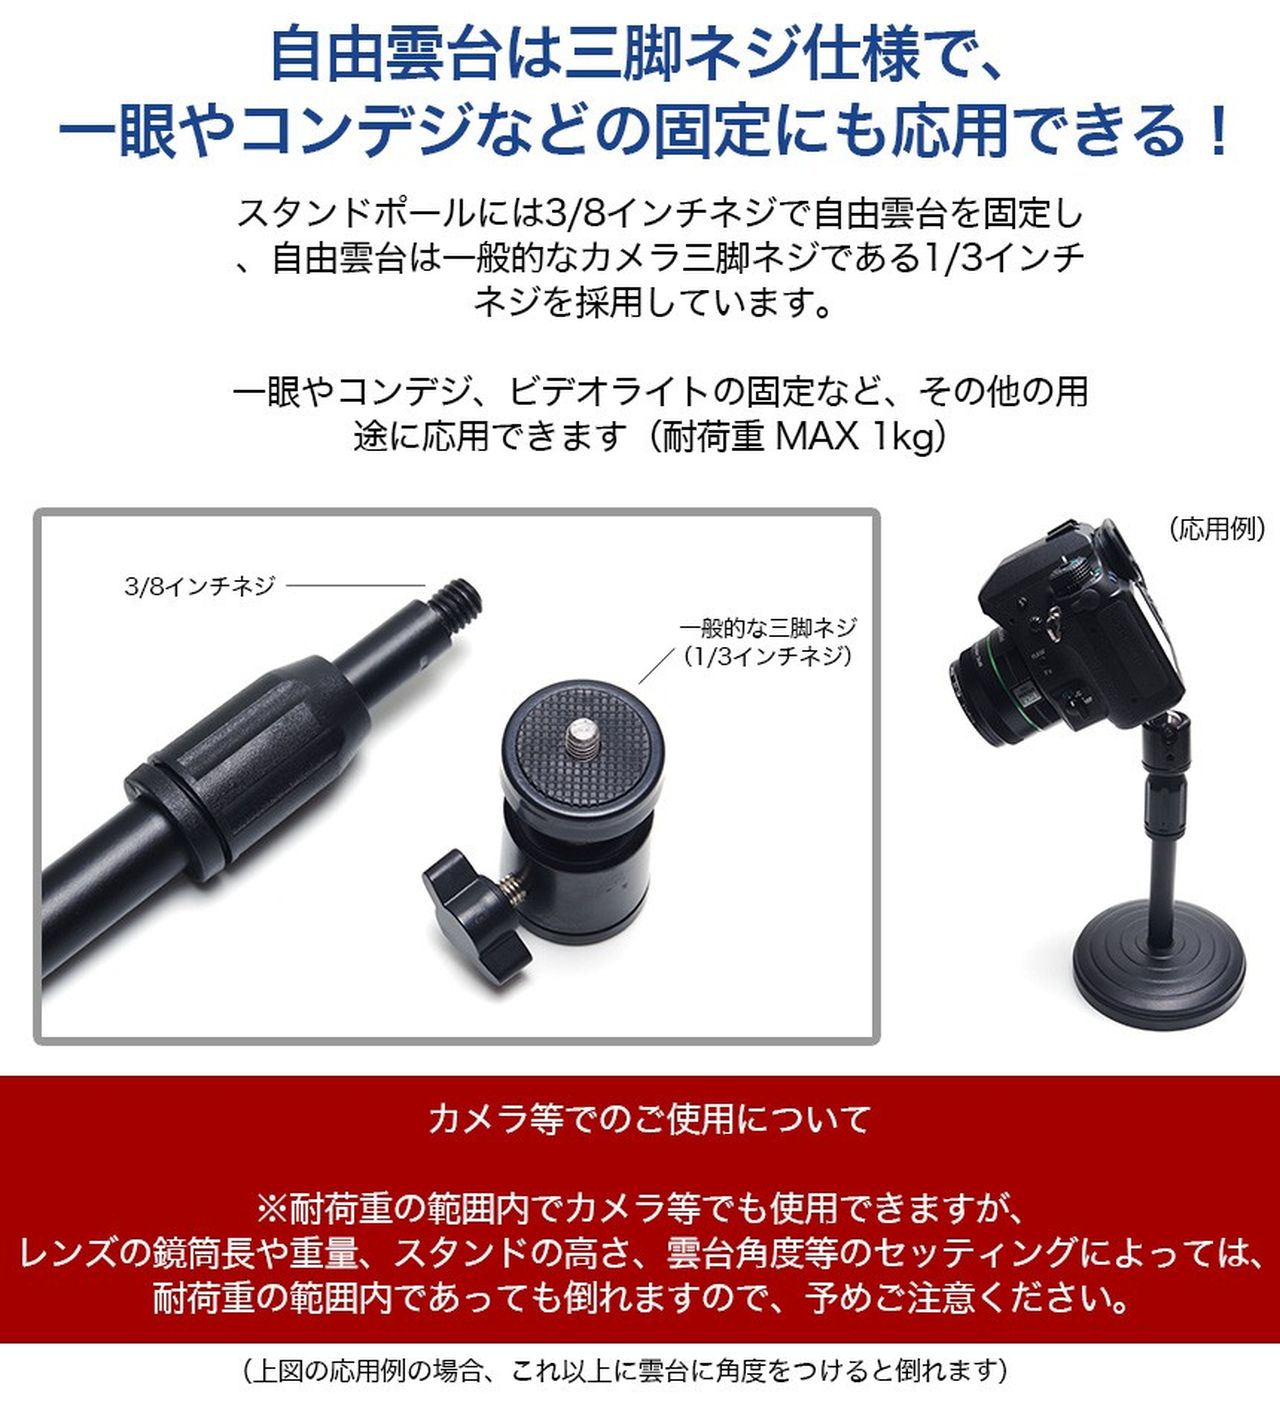 自由雲台は三脚ネジ仕様で、
一眼やコンデジなどの固定にも応用できる！
スタンドポールには3/8インチネジで自由雲台を固定し
、自由雲台は一般的なカメラ三脚ネジである1/3インチ
ネジを採用しています。
一眼やコンデジ、ビデオライトの固定など、その他の用
途に応用できます（耐荷重 MAX 1kg）
（応用例）
3/8インチネジ
一般的な三脚ネジ
（1/3インチネジ）
カメラ等でのご使用について
※耐荷重の範囲内でカメラ等でも使用できますが、
レンズの鏡筒長や重量、スタンドの高さ、雲台角度等のセッティングによっては、
耐荷重の範囲内であっても倒れますので、予めご注意ください。
（上図の応用例の場合、これ以上に雲台に角度をつけると倒れます）